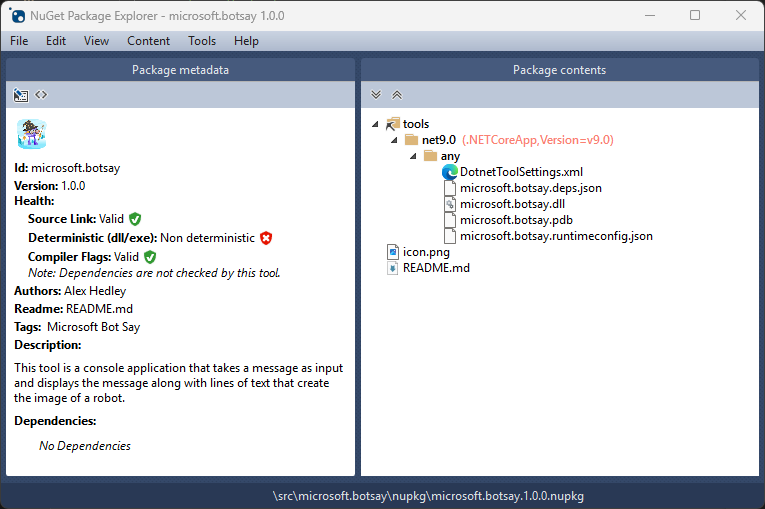 NuGet Package Explorer - microsoft.botsay 1.0.0
File Edit View Content Tools Help
Package metadata
Id: microsoft.botsay
Version: 1.0.0
Health:
Source Link: Valid
Deterministic (dll/exe): Non deterministic
Compiler Flags: Valid
Note: Dependencies are not checked by this tool.
Authors: Alex Hedley
Readme: README.md
Tags: Microsoft Bot Say
Description:
This tool is a console application that takes a message as input
and displays the message along with lines of text that create
the image of a robot.
Dependencies:
No Dependencies
Package contents
tools
net9.0 (.NETCoreApp,Version=v9.0)
any
DotnetToolSettings.xml
microsoft.botsay.deps.json
microsoft.botsay.dll
microsoft.botsay.pdb
microsoft.botsay.runtimeconfig.json
icon.png
README.md
\src\microsoft.botsay\nupkg\microsoft.botsay.1.0.0.nupkg